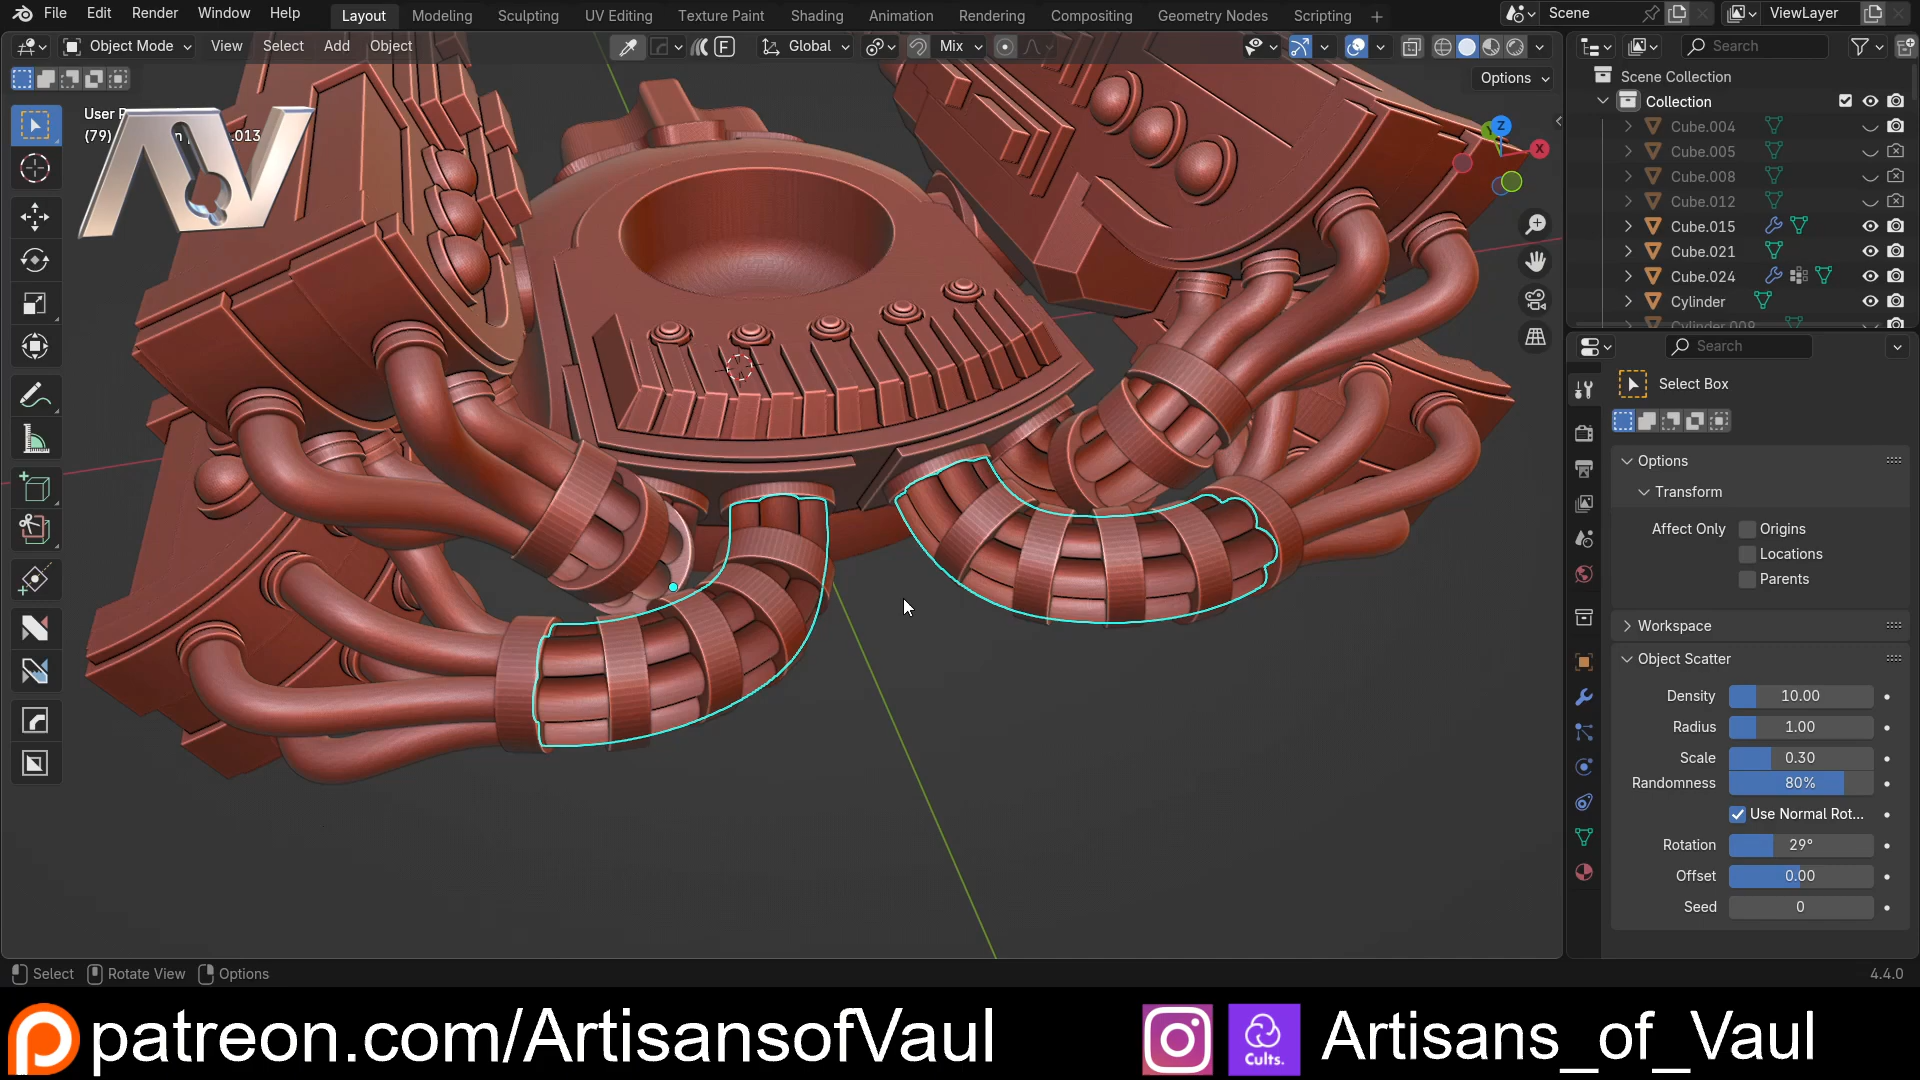 File Edit Render Window Help Layout Modeling Sculpting UV Editing Texture Paint Shading Animation Rendering Compositing Geometry Nodes Scripting + Scene ViewLayer
Object Mode View Select Add Object Global Mix Search
Options
Scene Collection
User P
Collection
(79)
.013
Cube.004
Cube.005
Cube.008
Cube.012
Cube.015
Cube.021
Cube.024
Cylinder
Cylinder.009
Z
Y
X
Search
Select Box
Options
Transform
Affect Only Origins
Locations
Parents
Workspace
Object Scatter
Density 10.00
Radius 1.00
Scale 0.30
Randomness 80%
Use Normal Rot...
Rotation 29°
Offset 0.00
Seed 0
Select Rotate View Options 4.4.0
patreon.com/ArtisansofVaul Cults. Artisans_of_Vaul